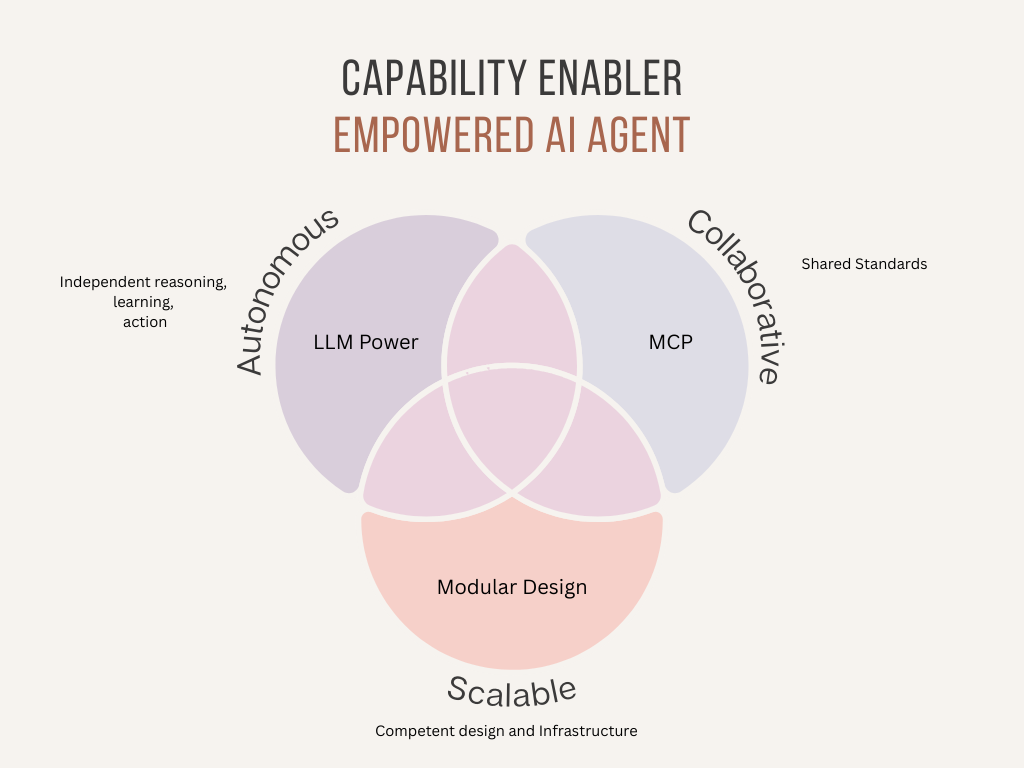 CAPABILITY ENABLER
EMPOWERED AI AGENT
Autonomous
Collaborative
Independent reasoning,
learning,
action
Shared Standards
LLM Power
MCP
Modular Design
Scalable
Competent design and Infrastructure